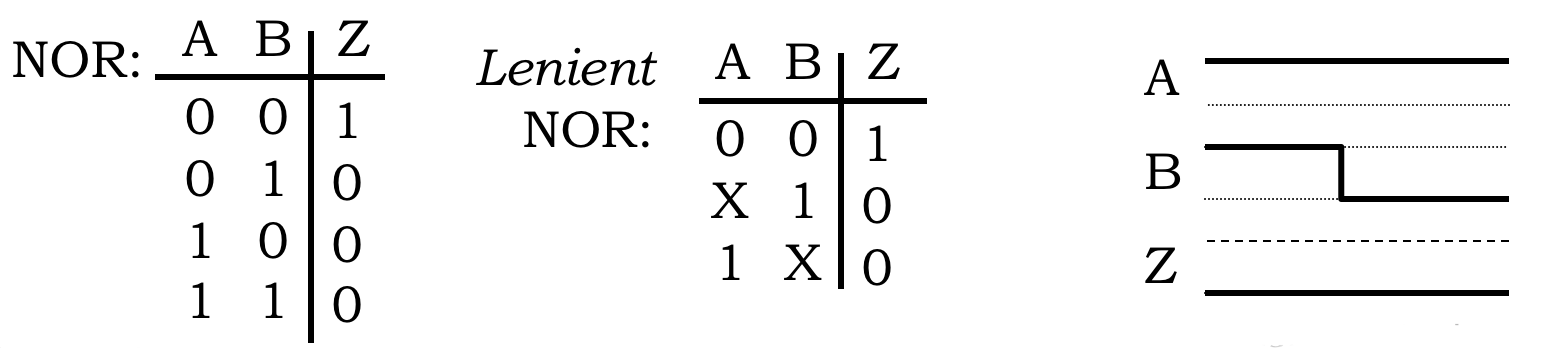 NOR: A B Z
0 0 1
0 1 0
1 0 0
1 1 0
Lenient A B Z
NOR:
0 0 1
X 1 0
1 X 0
A
B
Z